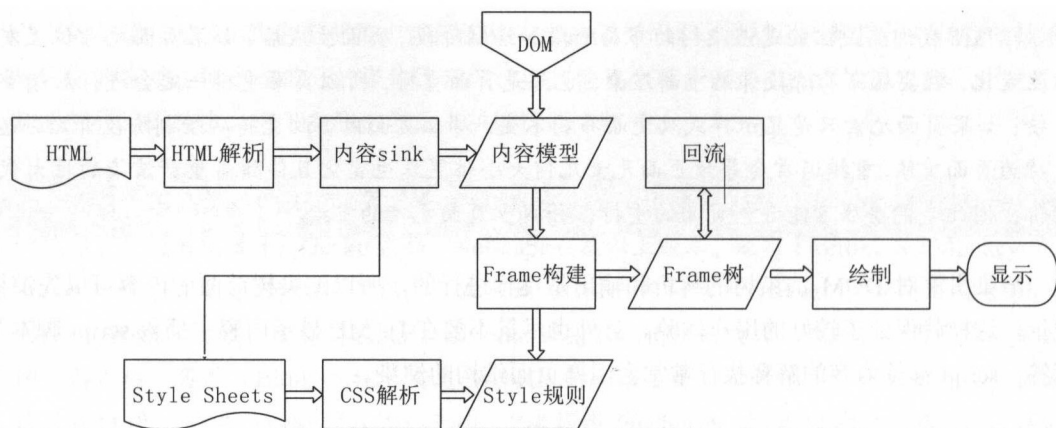 DOM
HTML
HTML解析
内容sink
内容模型
回流
Frame构建
Frame树
绘制
显示
Style Sheets
CSS解析
Style规则